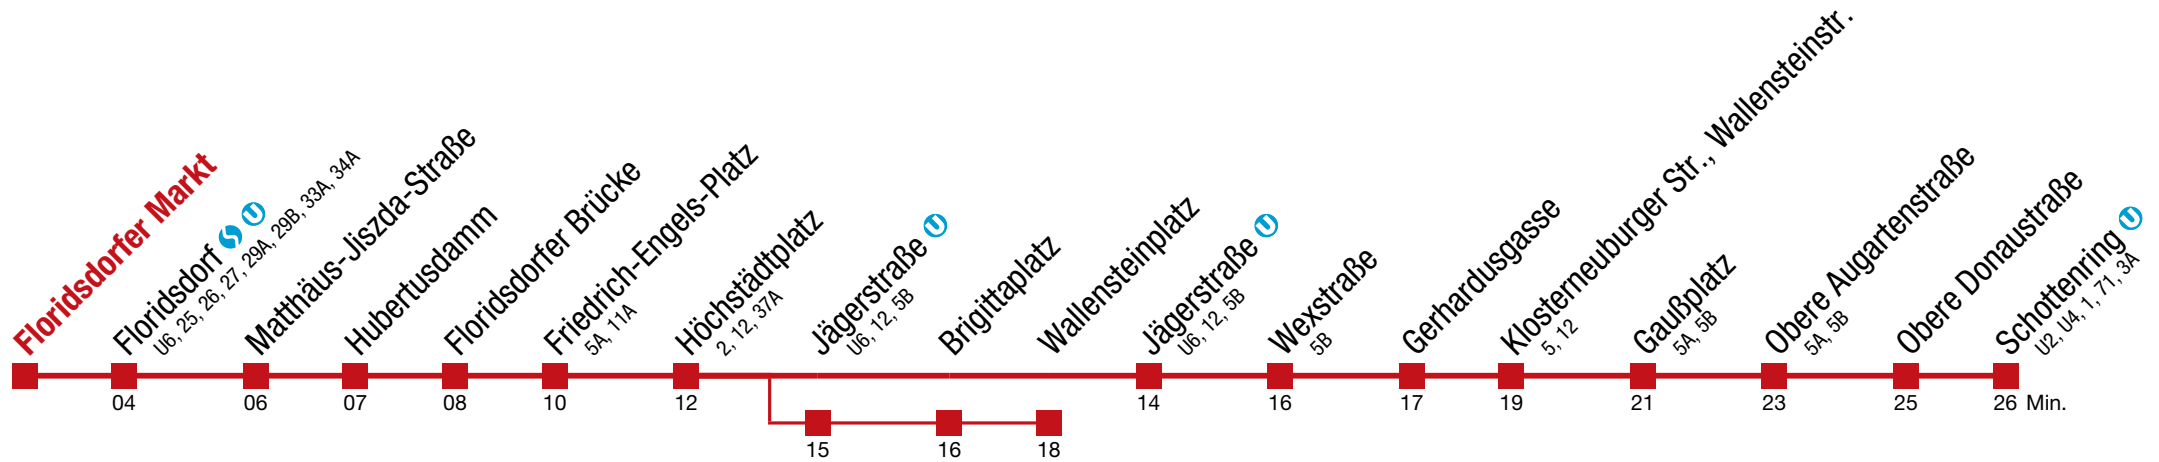 Floridsdorfer Markt
Floridsdorf
U6, 25, 26, 27, 29A, 29B, 33A, 34A
Matthäus-Jiszda-Straße
Hubertusdamm
Floridsdorfer Brücke
Friedrich-Engels-Platz
5A, 11A
Höchstädtplatz
2, 12, 37A
Jägerstraße U
U6, 12, 5B
Brigittaplatz
Wallensteinplatz
Jägerstraße U
U6, 12, 5B
Wexstraße
5B
Gerhardusgasse
Klosterneuburger Str., Wallensteinstr.
5, 12
Gaußplatz
5A, 5B
Obere Augartenstraße
5A, 5B
Obere Donaustraße
Schottenring U
U2, U4, 1, 71, 3A
04 06 07 08 10 12 14 16 17 19 21 23 25 26 Min.
15 16 18